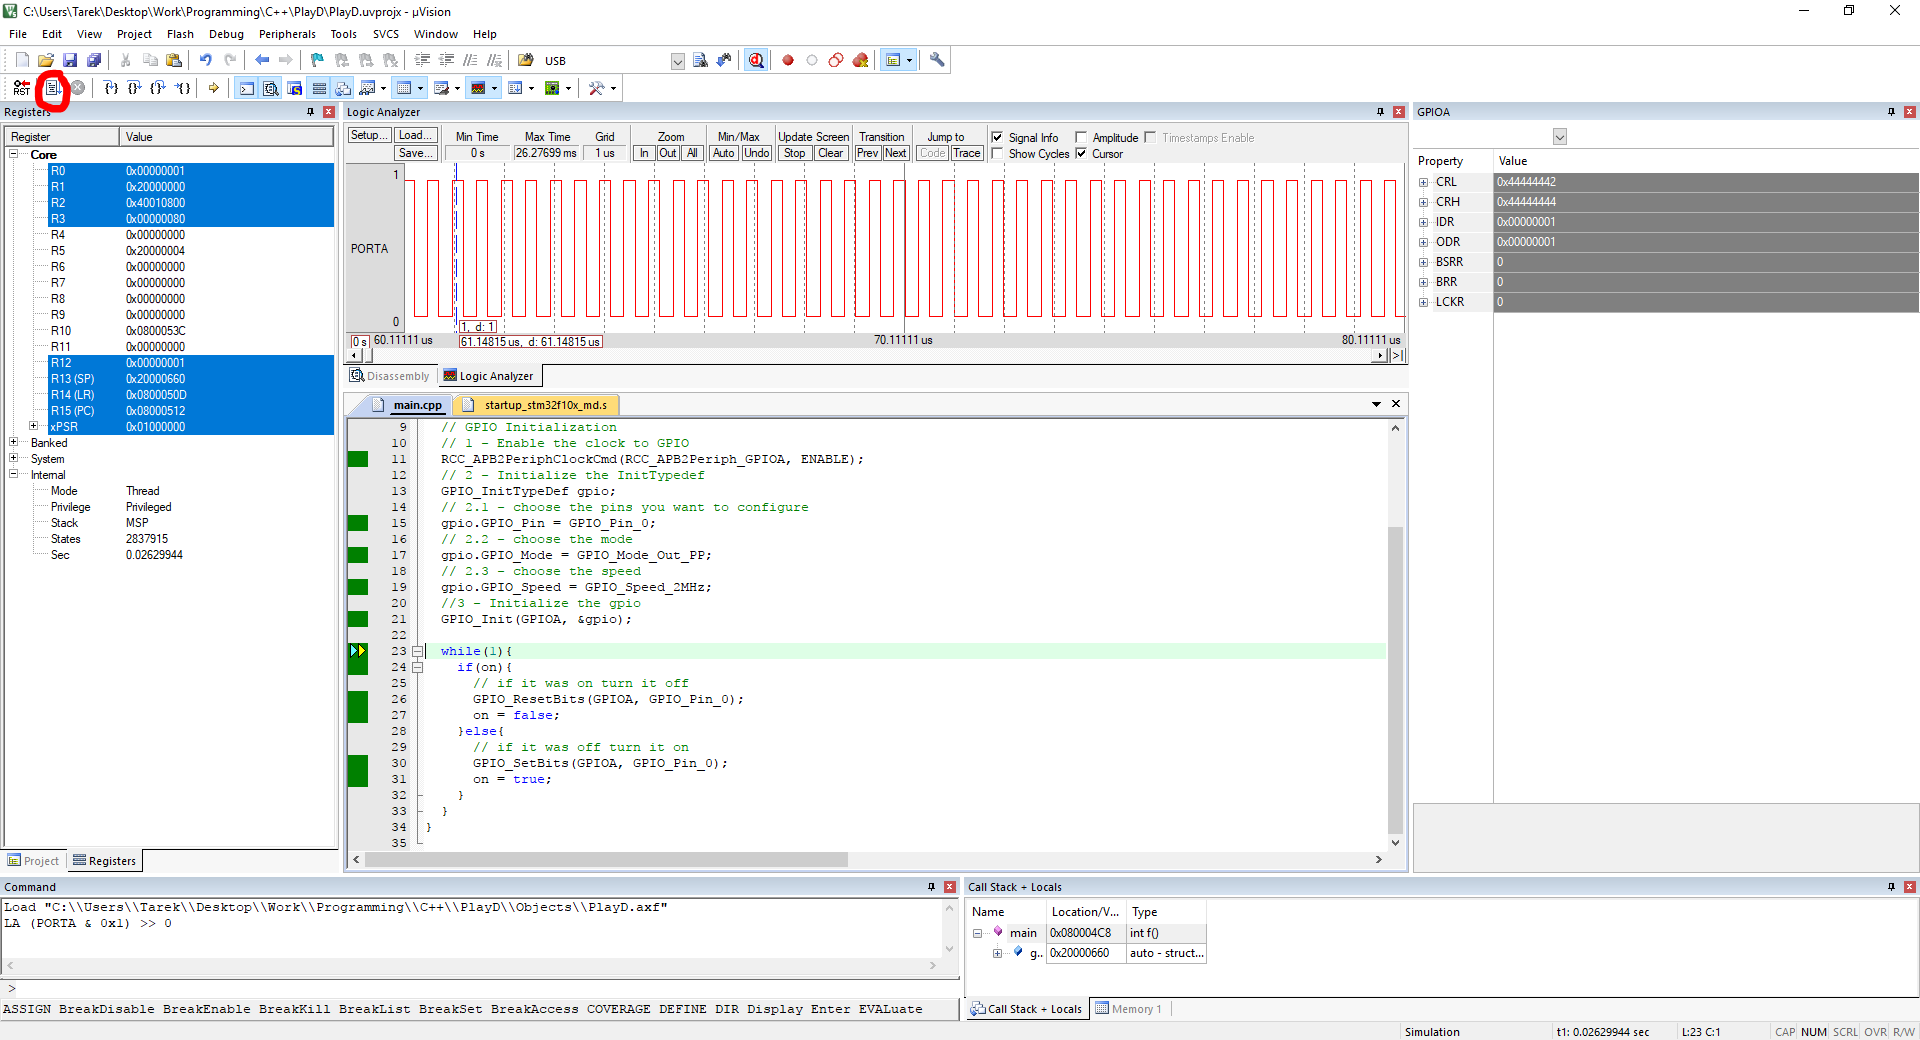 C:\Users\Tarek\Desktop\Work\Programming\C++\PlayD\PlayD.uvprojx - µVision
File Edit View Project Flash Debug Peripherals Tools SVCS Window Help
USB
RST
Registers
Register Value
Core
R0 0x00000001
R1 0x20000000
R2 0x40010800
R3 0x00000080
R4 0x00000000
R5 0x20000004
R6 0x00000000
R7 0x00000000
R8 0x00000000
R9 0x00000000
R10 0x0800053C
R11 0x00000000
R12 0x00000001
R13 (SP) 0x20000660
R14 (LR) 0x0800050D
R15 (PC) 0x08000512
xPSR 0x01000000
Banked
System
Internal
Mode Thread
Privilege Privileged
Stack MSP
States 2837915
Sec 0.02629944
Project Registers
Logic Analyzer
Setup... Load... Min Time Max Time Grid Zoom Min/Max Update Screen Transition Jump to Signal Info Amplitude Timestamps Enable
Save... 0 s 26.27699 ms 1 us In Out All Auto Undo Stop Clear Prev Next Code Trace Show Cycles Cursor
1
PORTA
0
1, d: 1
0 s 60.11111 us 61.14815 us, d: 61.14815 us 70.11111 us 80.11111 us
Disassembly Logic Analyzer
main.cpp startup_stm32f10x_md.s
9 // GPIO Initialization
10 // 1 - Enable the clock to GPIO
11 RCC_APB2PeriphClockCmd(RCC_APB2Periph_GPIOA, ENABLE);
12 // 2 - Initialize the InitTypedef
13 GPIO_InitTypeDef gpio;
14 // 2.1 - choose the pins you want to configure
15 gpio.GPIO_Pin = GPIO_Pin_0;
16 // 2.2 - choose the mode
17 gpio.GPIO_Mode = GPIO_Mode_Out_PP;
18 // 2.3 - choose the speed
19 gpio.GPIO_Speed = GPIO_Speed_2MHz;
20 //3 - Initialize the gpio
21 GPIO_Init(GPIOA, &gpio);
22
23 while(1){
24 if(on){
25 // if it was on turn it off
26 GPIO_ResetBits(GPIOA, GPIO_Pin_0);
27 on = false;
28 }else{
29 // if it was off turn it on
30 GPIO_SetBits(GPIOA, GPIO_Pin_0);
31 on = true;
32 }
33 }
34 }
35
GPIOA
Property Value
CRL 0x44444442
CRH 0x44444444
IDR 0x00000001
ODR 0x00000001
BSRR 0
BRR 0
LCKR 0
Command
Load "C:\\Users\\Tarek\\Desktop\\Work\\Programming\\C++\\PlayD\\Objects\\PlayD.axf"
LA (PORTA & 0x1) >> 0
>
ASSIGN BreakDisable BreakEnable BreakKill BreakList BreakSet BreakAccess COVERAGE DEFINE DIR Display Enter EVALuate
Call Stack + Locals
Name Location/V... Type
main 0x080004C8 int f()
g.. 0x20000660 auto - struct...
Call Stack + Locals Memory 1
Simulation t1: 0.02629944 sec L:23 C:1 CAP NUM SCRL OVR R/W